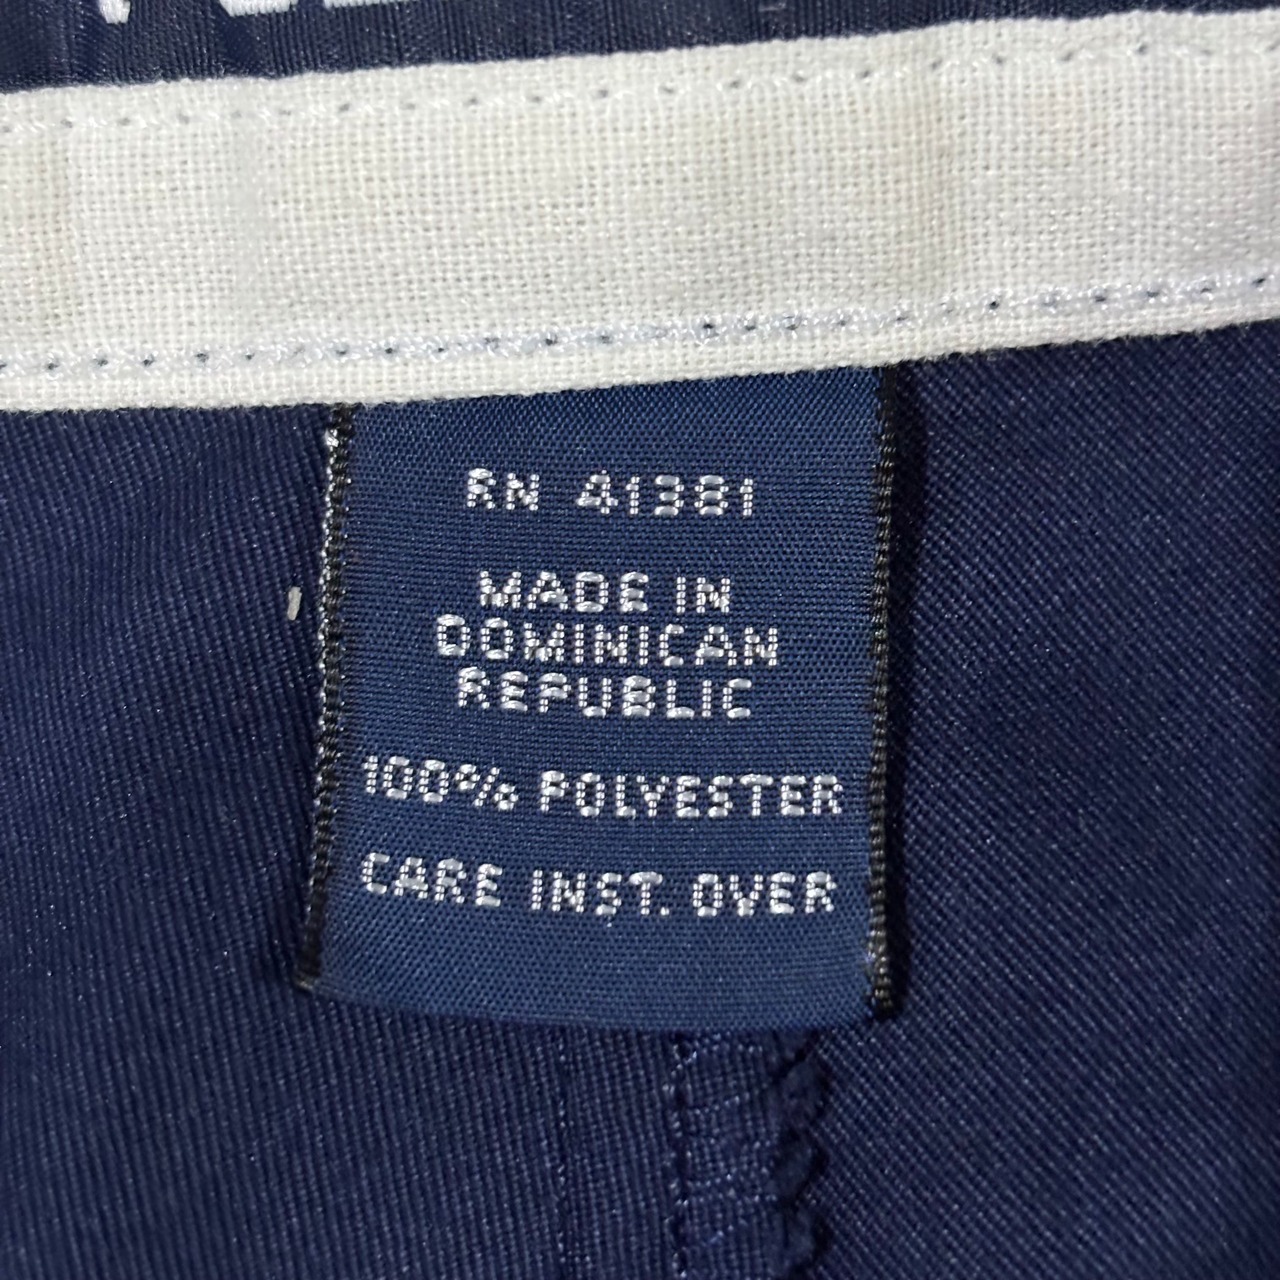 RN 41381
MADE IN
DOMINICAN
REPUBLIC
100% POLYESTER
CARE INST. OVER